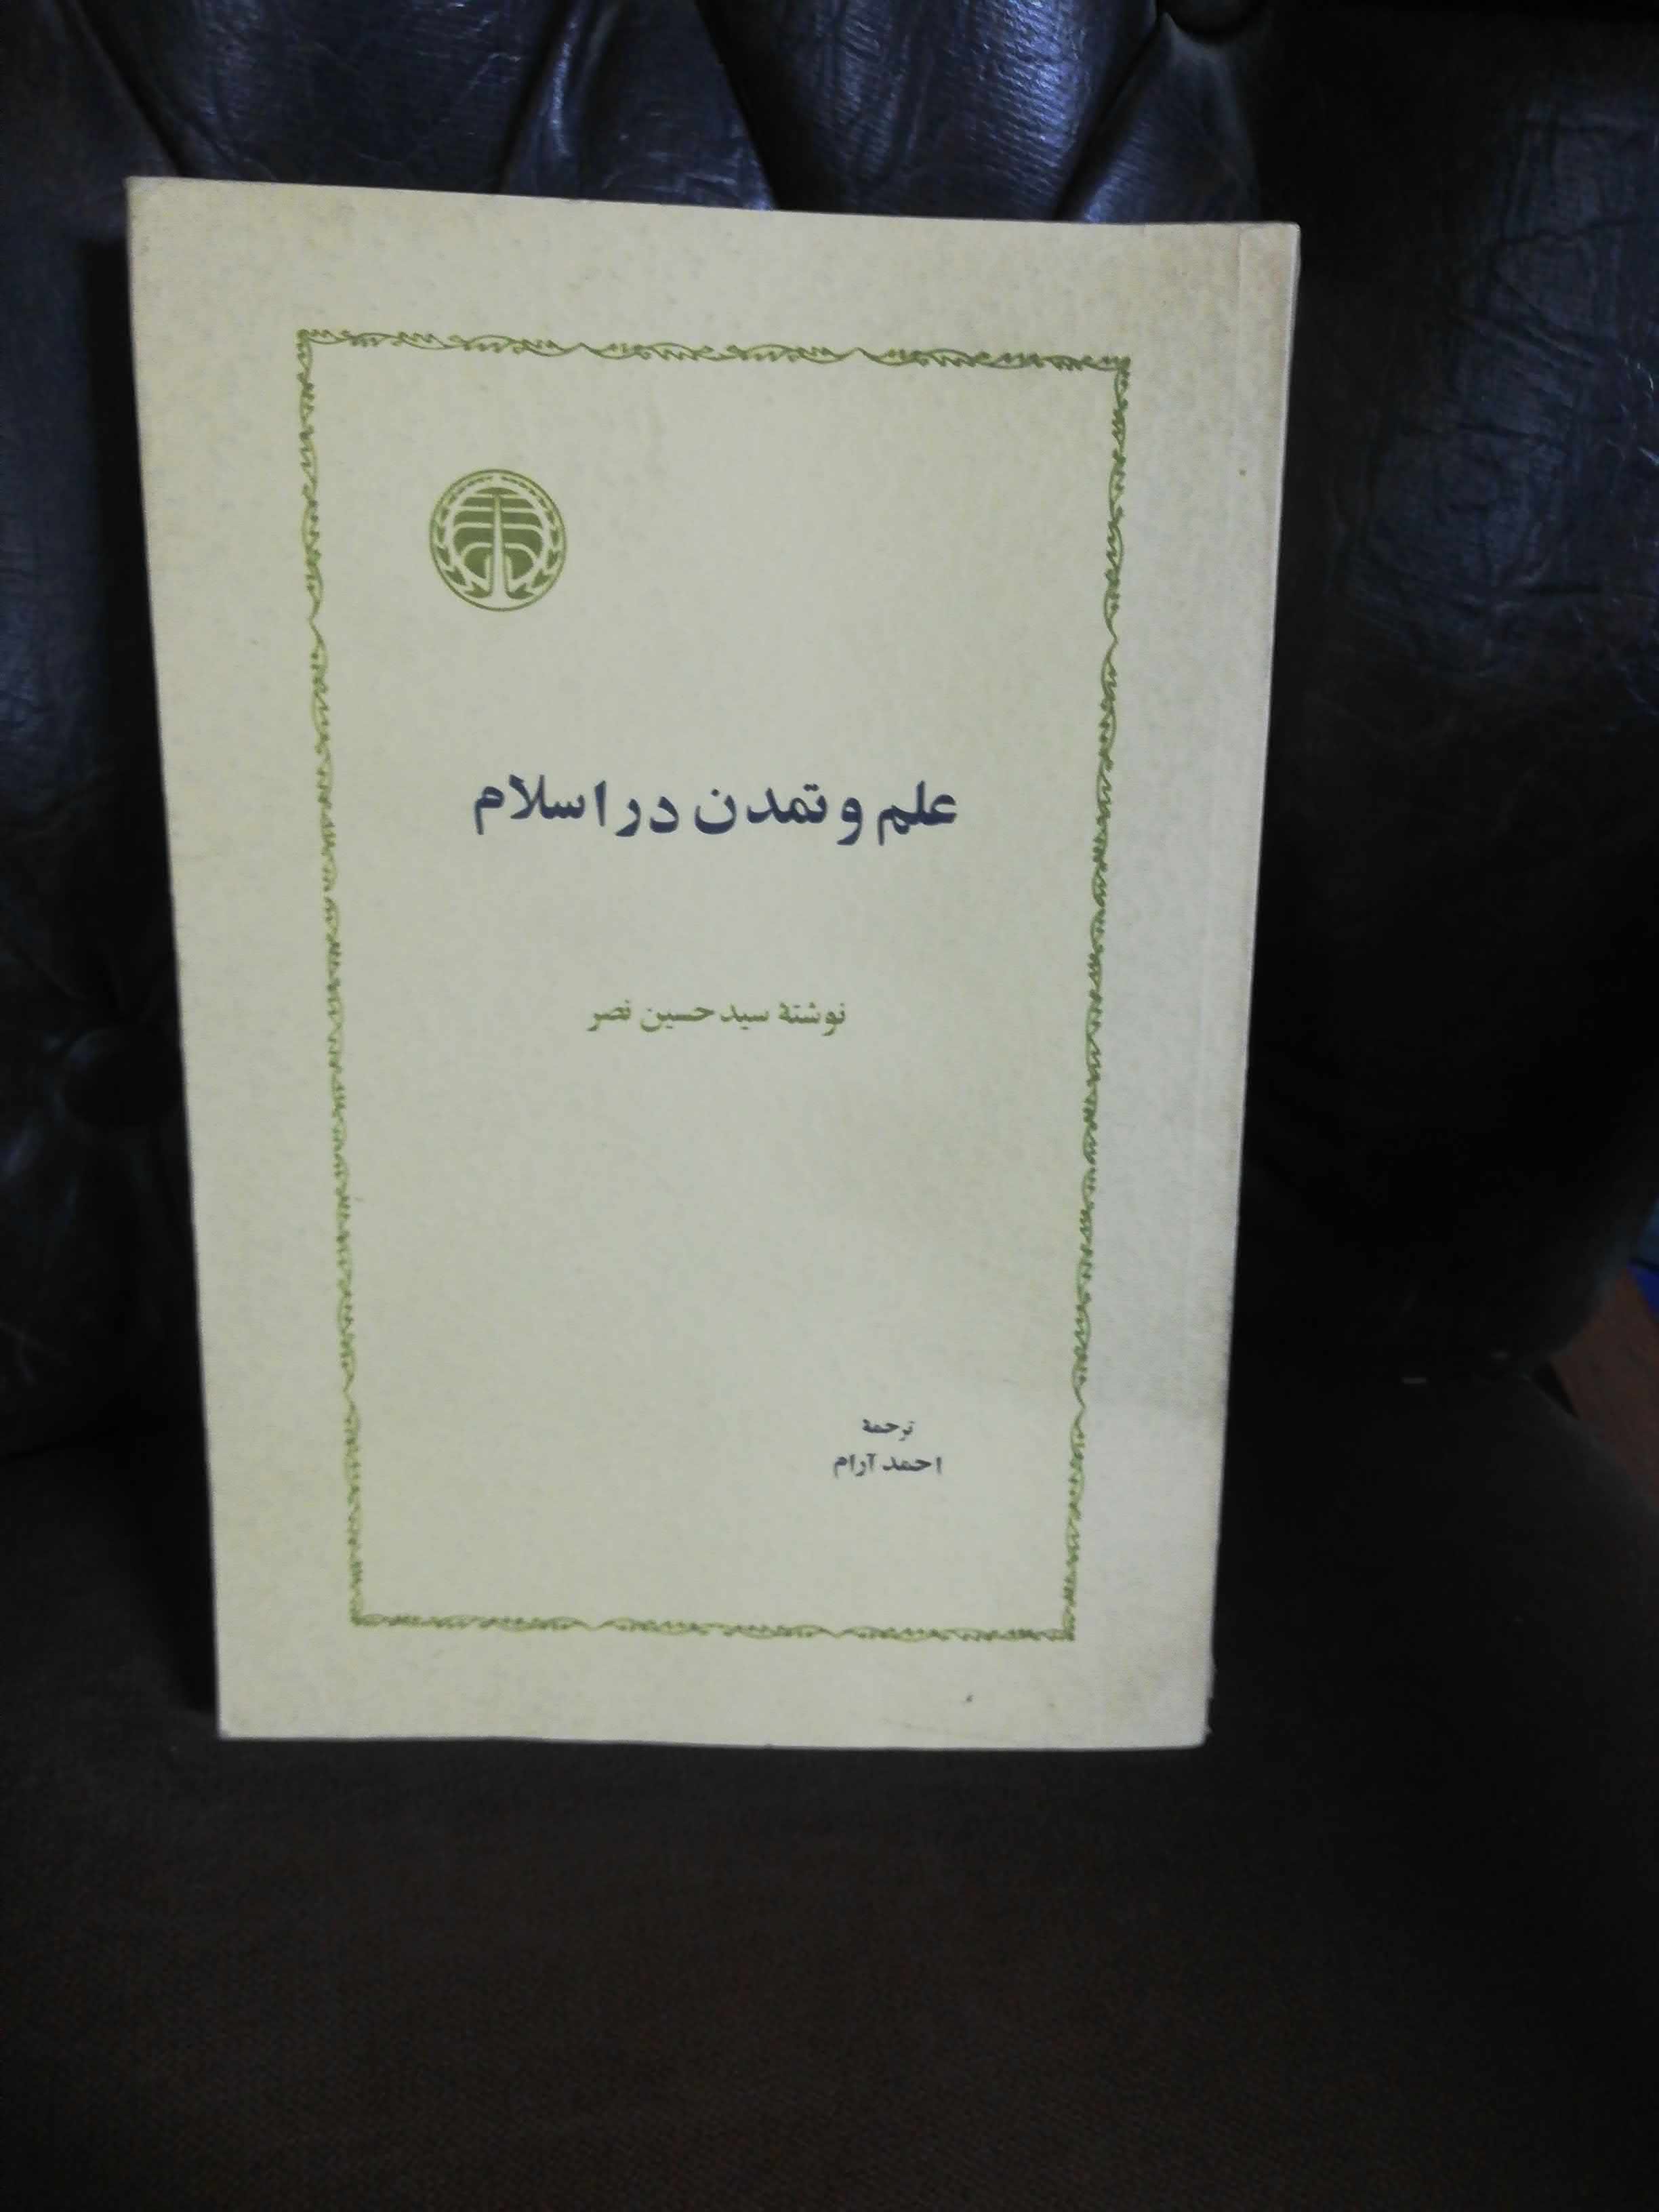 علم و تمدن در اسلام
نوشتهٔ سید حسین نصر
ترجمهٔ
احمد آرام